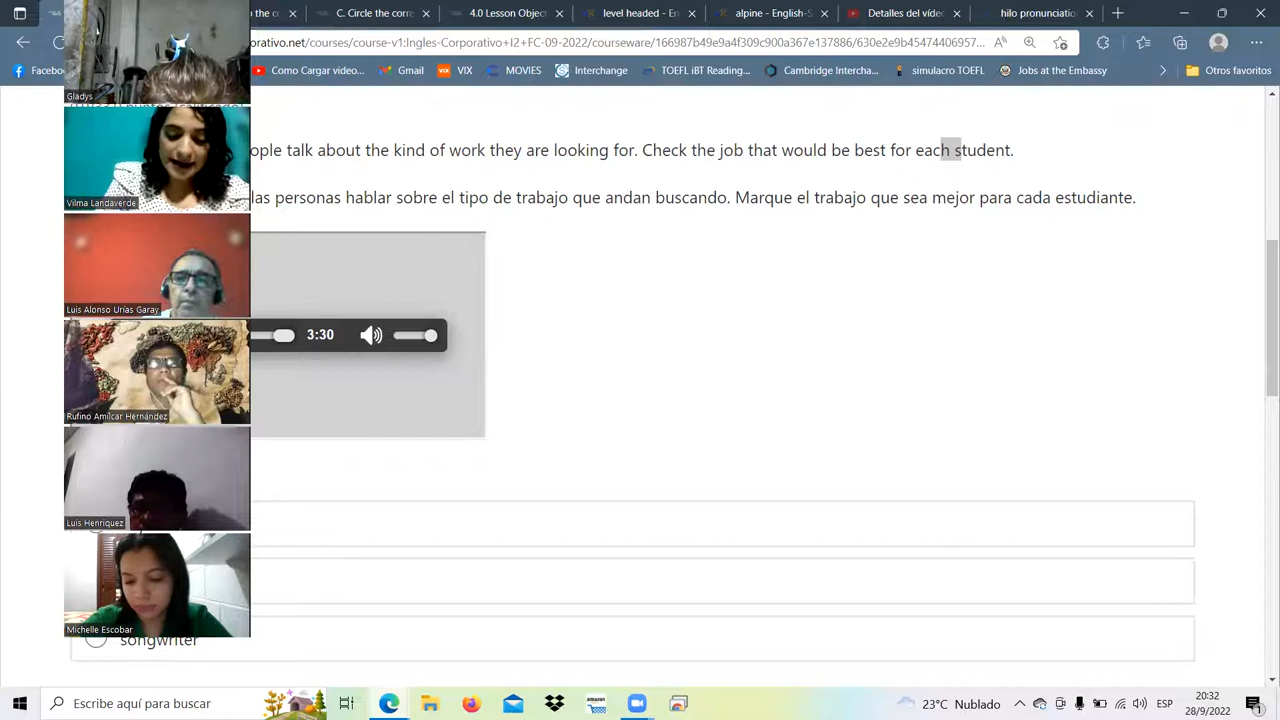 C. Circle the corre
4.0 Lesson Object
level headed - En
alpine - English-S
Detalles del video
hilo pronunciatio
orativo.net/courses/course-v1:Ingles-Corporativo+I2+FC-09-2022/courseware/166987b49e9a4f309c900a367e137886/630e2e9b45474406957...
Facebo
Como Cargar video...
Gmail
VIX
MOVIES
Interchange
TOEFL iBT Reading...
Cambridge Intercha...
simulacro TOEFL
Jobs at the Embassy
Otros favoritos
Gladys
ople talk about the kind of work they are looking for. Check the job that would be best for each student.
Vilma Landaverde
las personas hablar sobre el tipo de trabajo que andan buscando. Marque el trabajo que sea mejor para cada estudiante.
Luis Alonso Urías Garay
3:30
Rufino Amilcar Hernández
Luis Henriquez
Michelle Escobar
songwriter
Escribe aquí para buscar
23°C Nublado
ESP
20:32
28/9/2022
1